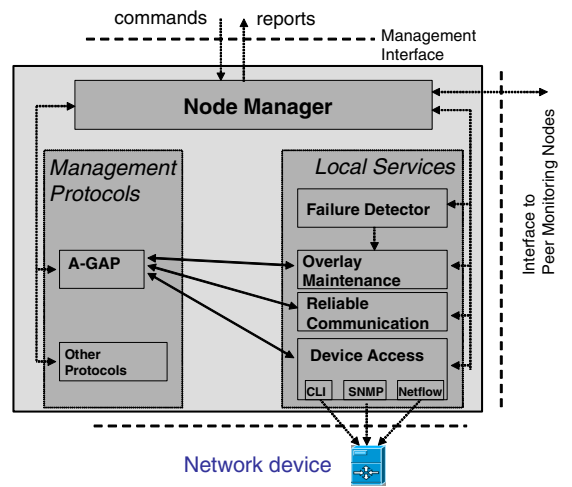 commands
reports
Management
Interface
Node Manager
Management
Protocols
A-GAP
Other
Protocols
Local Services
Failure Detector
Overlay
Maintenance
Reliable
Communication
Device Access
CLI
SNMP
Netflow
Interface to
Peer Monitoring Nodes
Network device